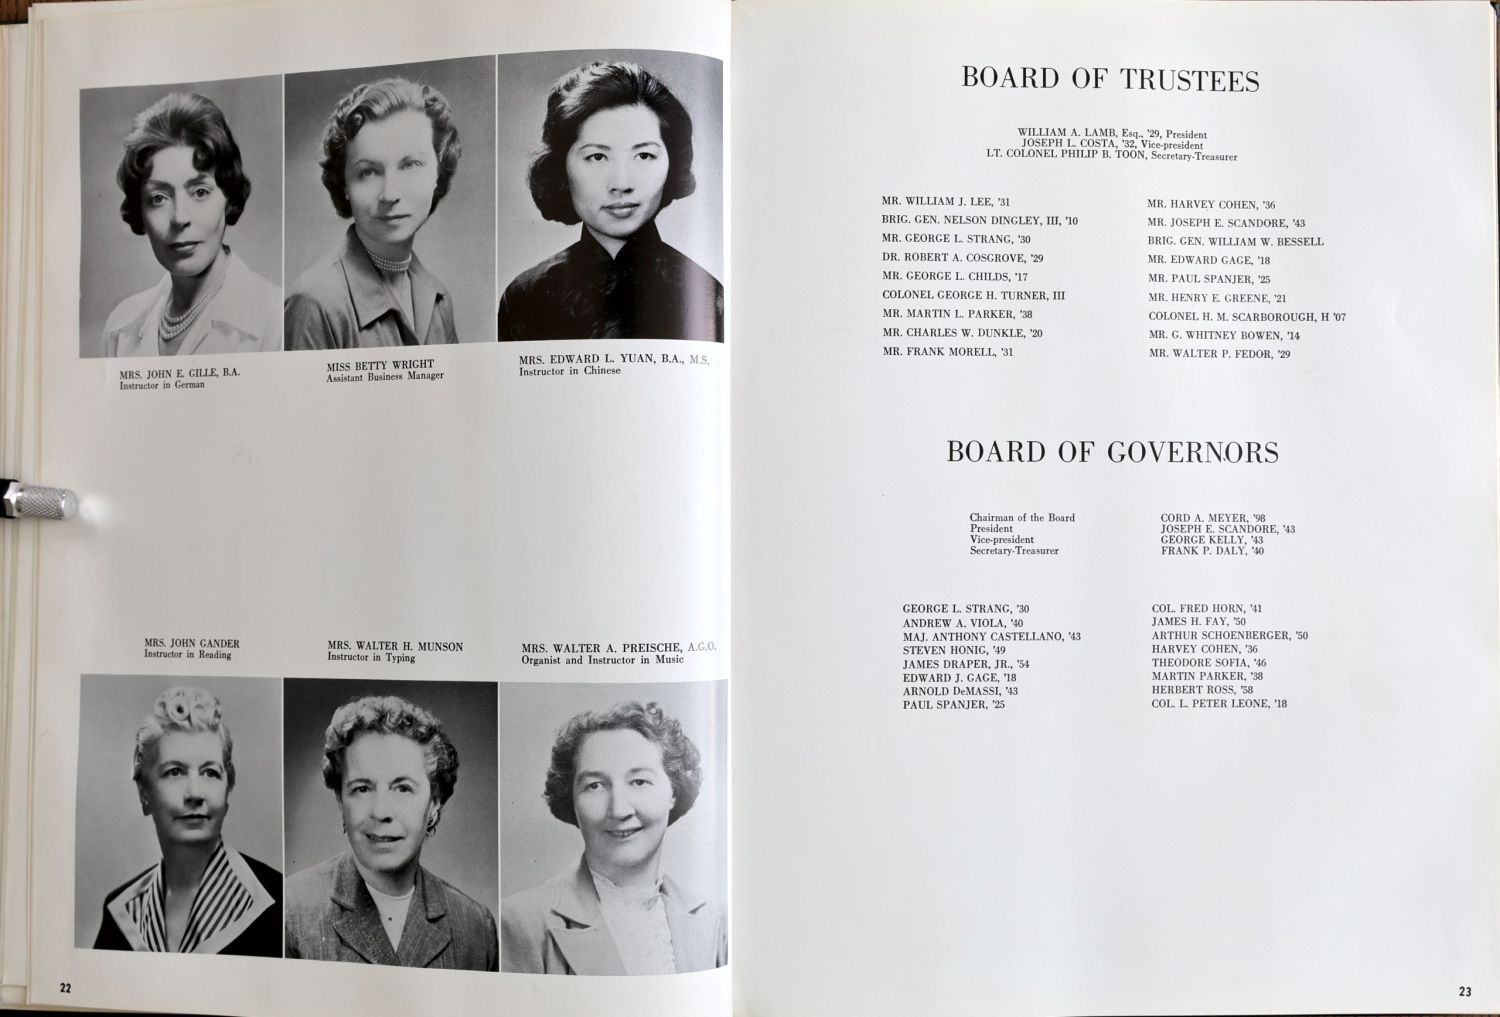 MRS. JOHN E. GILLE, B.A.
Instructor in German
MISS BETTY WRIGHT
Assistant Business Manager
MRS. EDWARD L. YUAN, B.A., M.S.
Instructor in Chinese
MRS. JOHN GANDER
Instructor in Reading
MRS. WALTER H. MUNSON
Instructor in Typing
MRS. WALTER A. PREISCHE, A.G.O.
Organist and Instructor in Music
22
BOARD OF TRUSTEES
WILLIAM A. LAMB, Esq., '29, President
JOSEPH L. COSTA, '32, Vice-president
LT. COLONEL PHILIP B. TOON, Secretary-Treasurer
MR. WILLIAM J. LEE, '31
BRIG. GEN. NELSON DINGLEY, III, '10
MR. GEORGE L. STRANG, '30
DR. ROBERT A. COSGROVE, '29
MR. GEORGE L. CHILDS, '17
COLONEL GEORGE H. TURNER, III
MR. MARTIN L. PARKER, '38
MR. CHARLES W. DUNKLE, '20
MR. FRANK MORELL, '31
MR. HARVEY COHEN, '36
MR. JOSEPH E. SCANDORE, '43
BRIG. GEN. WILLIAM W. BESSELL
MR. EDWARD GAGE, '18
MR. PAUL SPANJER, '25
MR. HENRY E. GREENE, '21
COLONEL H. M. SCARBOROUGH, H '07
MR. G. WHITNEY BOWEN, '14
MR. WALTER P. FEDOR, '29
BOARD OF GOVERNORS
Chairman of the Board CORD A. MEYER, '98
President JOSEPH E. SCANDORE, '43
Vice-president GEORGE KELLY, '43
Secretary-Treasurer FRANK P. DALY, '40
GEORGE L. STRANG, '30
ANDREW A. VIOLA, '40
MAJ. ANTHONY CASTELLANO, '43
STEVEN HONIG, '49
JAMES DRAPER, JR., '54
EDWARD J. GAGE, '18
ARNOLD DeMASSI, '43
PAUL SPANJER, '25
COL. FRED HORN, '41
JAMES H. FAY, '50
ARTHUR SCHOENBERGER, '50
HARVEY COHEN, '36
THEODORE SOFIA, '46
MARTIN PARKER, '38
HERBERT ROSS, '58
COL. L. PETER LEONE, '18
23